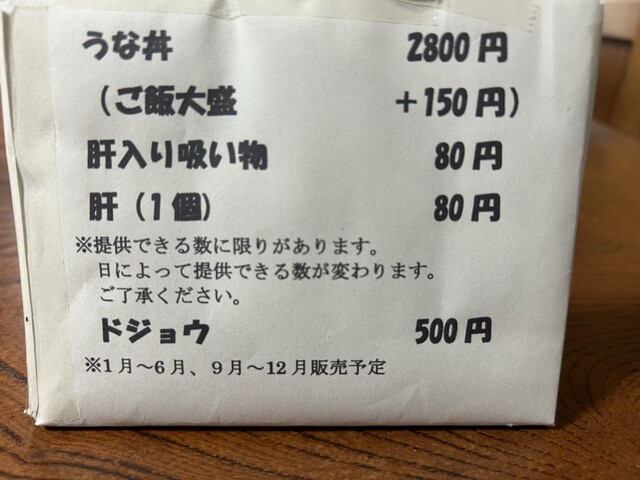 うな丼 2800円
（ご飯大盛 ＋150円）
肝入り吸い物 80円
肝（1個） 80円
※提供できる数に限りがあります。
日によって提供できる数が変わります。
ご了承ください。
ドジョウ 500円
※1月～6月、9月～12月販売予定